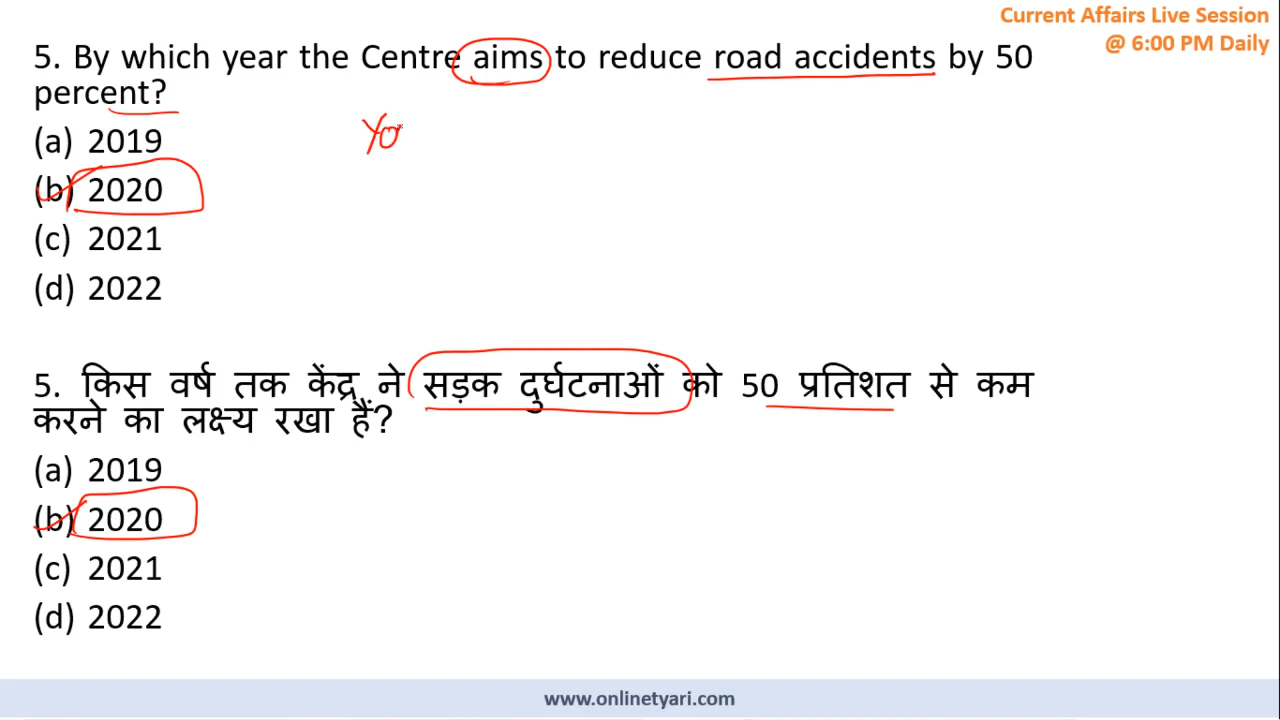 Current Affairs Live Session
@ 6:00 PM Daily
5. By which year the Centre aims to reduce road accidents by 50
percent?
Yo
(a) 2019
(b) 2020
(c) 2021
(d) 2022
5. किस वर्ष तक केंद्र ने सड़क दुर्घटनाओं को 50 प्रतिशत से कम
करने का लक्ष्य रखा हैं?
(a) 2019
(b) 2020
(c) 2021
(d) 2022
www.onlinetyari.com